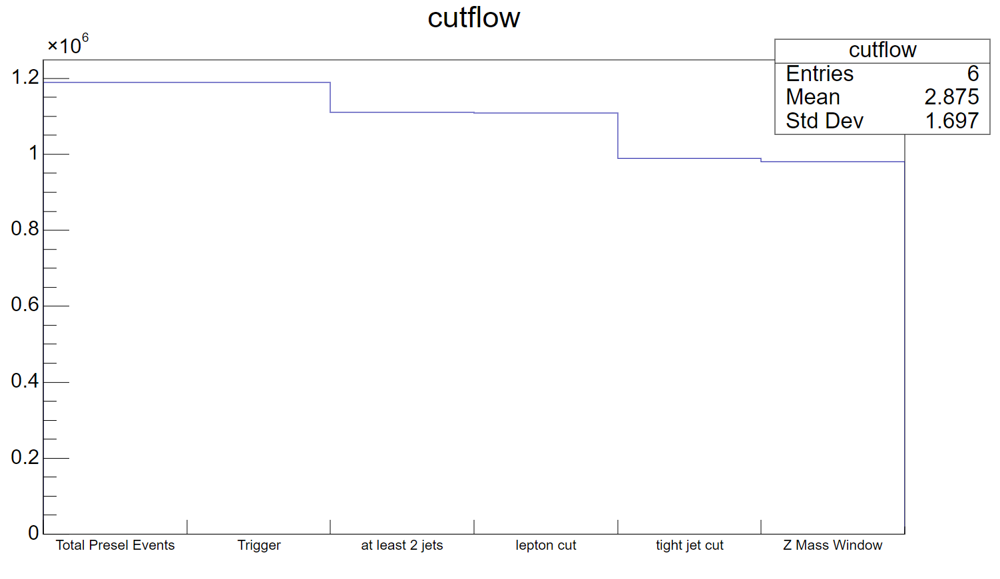 cutflow
×10⁶
cutflow
Entries 6
Mean 2.875
Std Dev 1.697
1.2
1
0.8
0.6
0.4
0.2
0
Total Presel Events Trigger at least 2 jets lepton cut tight jet cut Z Mass Window